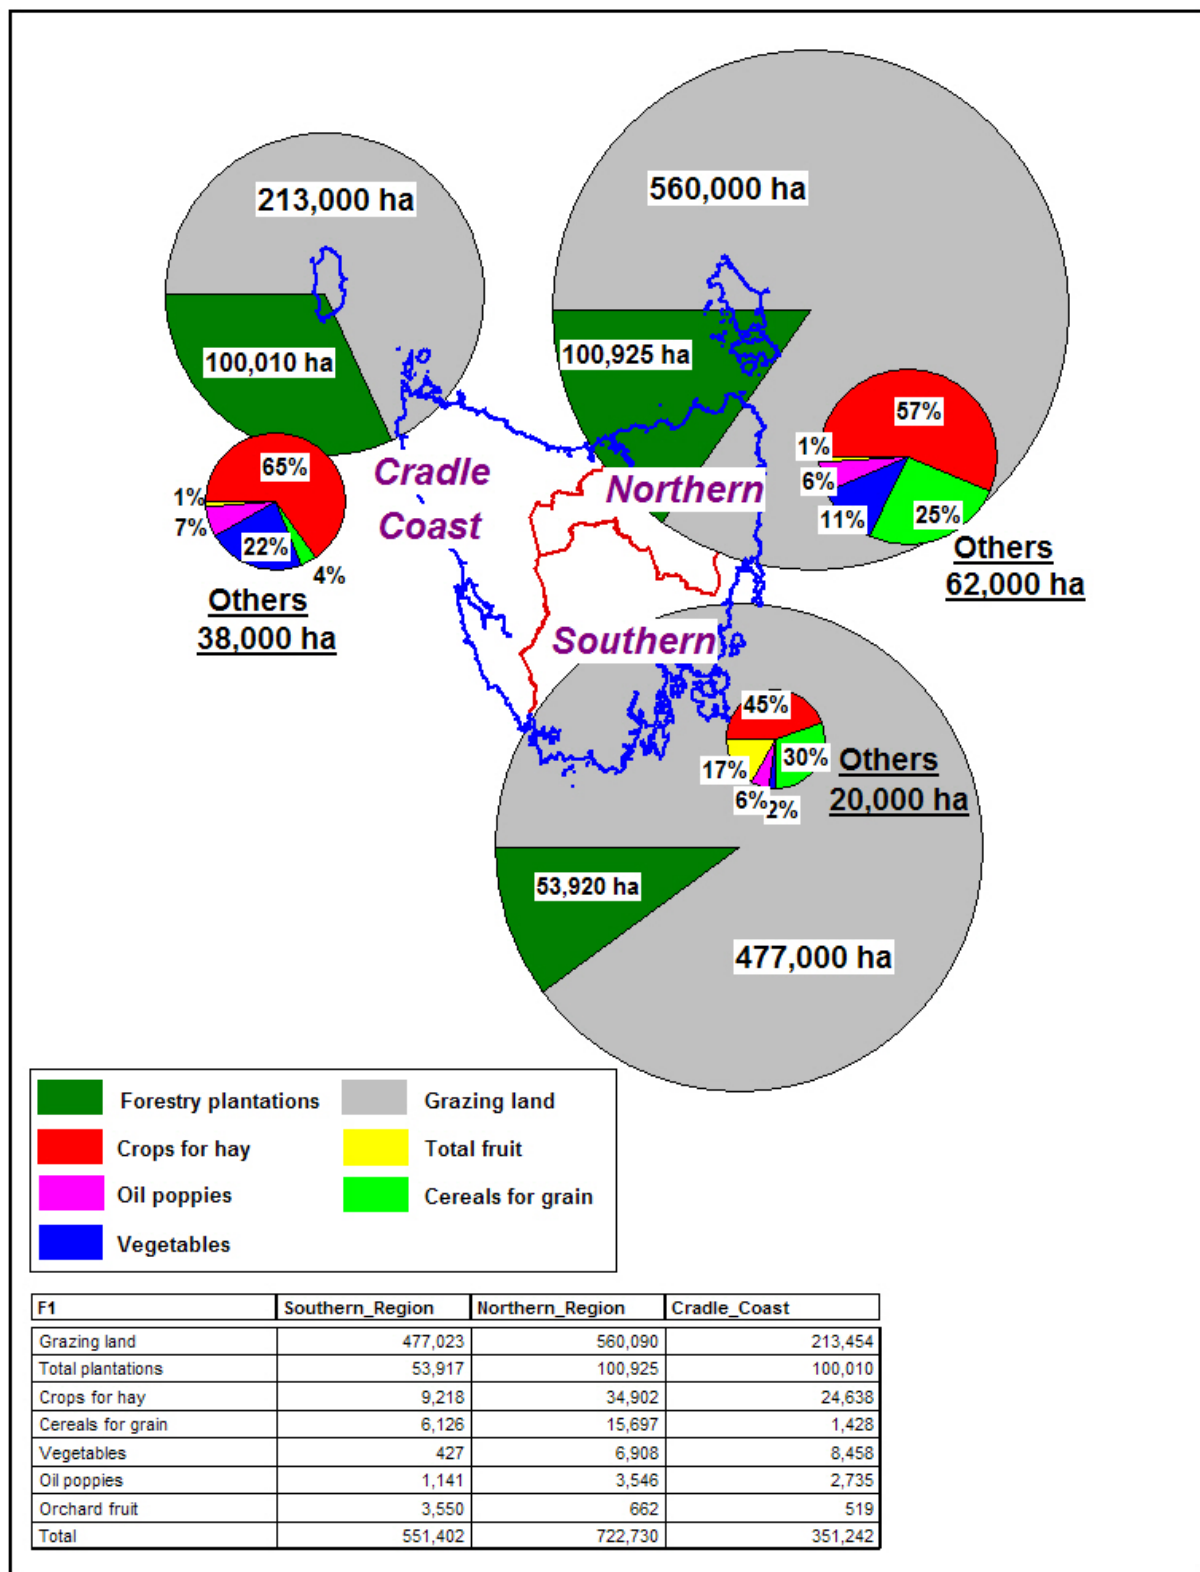 213,000 ha
560,000 ha
100,010 ha
100,925 ha
57%
1%
6%
11%
25%
Others
62,000 ha
65%
1%
7%
22%
4%
Others
38,000 ha
Cradle
Coast
Northern
Southern
45%
30%
17%
6%
2%
Others
20,000 ha
53,920 ha
477,000 ha
Forestry plantations
Grazing land
Crops for hay
Total fruit
Oil poppies
Cereals for grain
Vegetables
F1 Southern_Region Northern_Region Cradle_Coast
Grazing land 477,023 560,090 213,454
Total plantations 53,917 100,925 100,010
Crops for hay 9,218 34,902 24,638
Cereals for grain 6,126 15,697 1,428
Vegetables 427 6,908 8,458
Oil poppies 1,141 3,546 2,735
Orchard fruit 3,550 662 519
Total 551,402 722,730 351,242